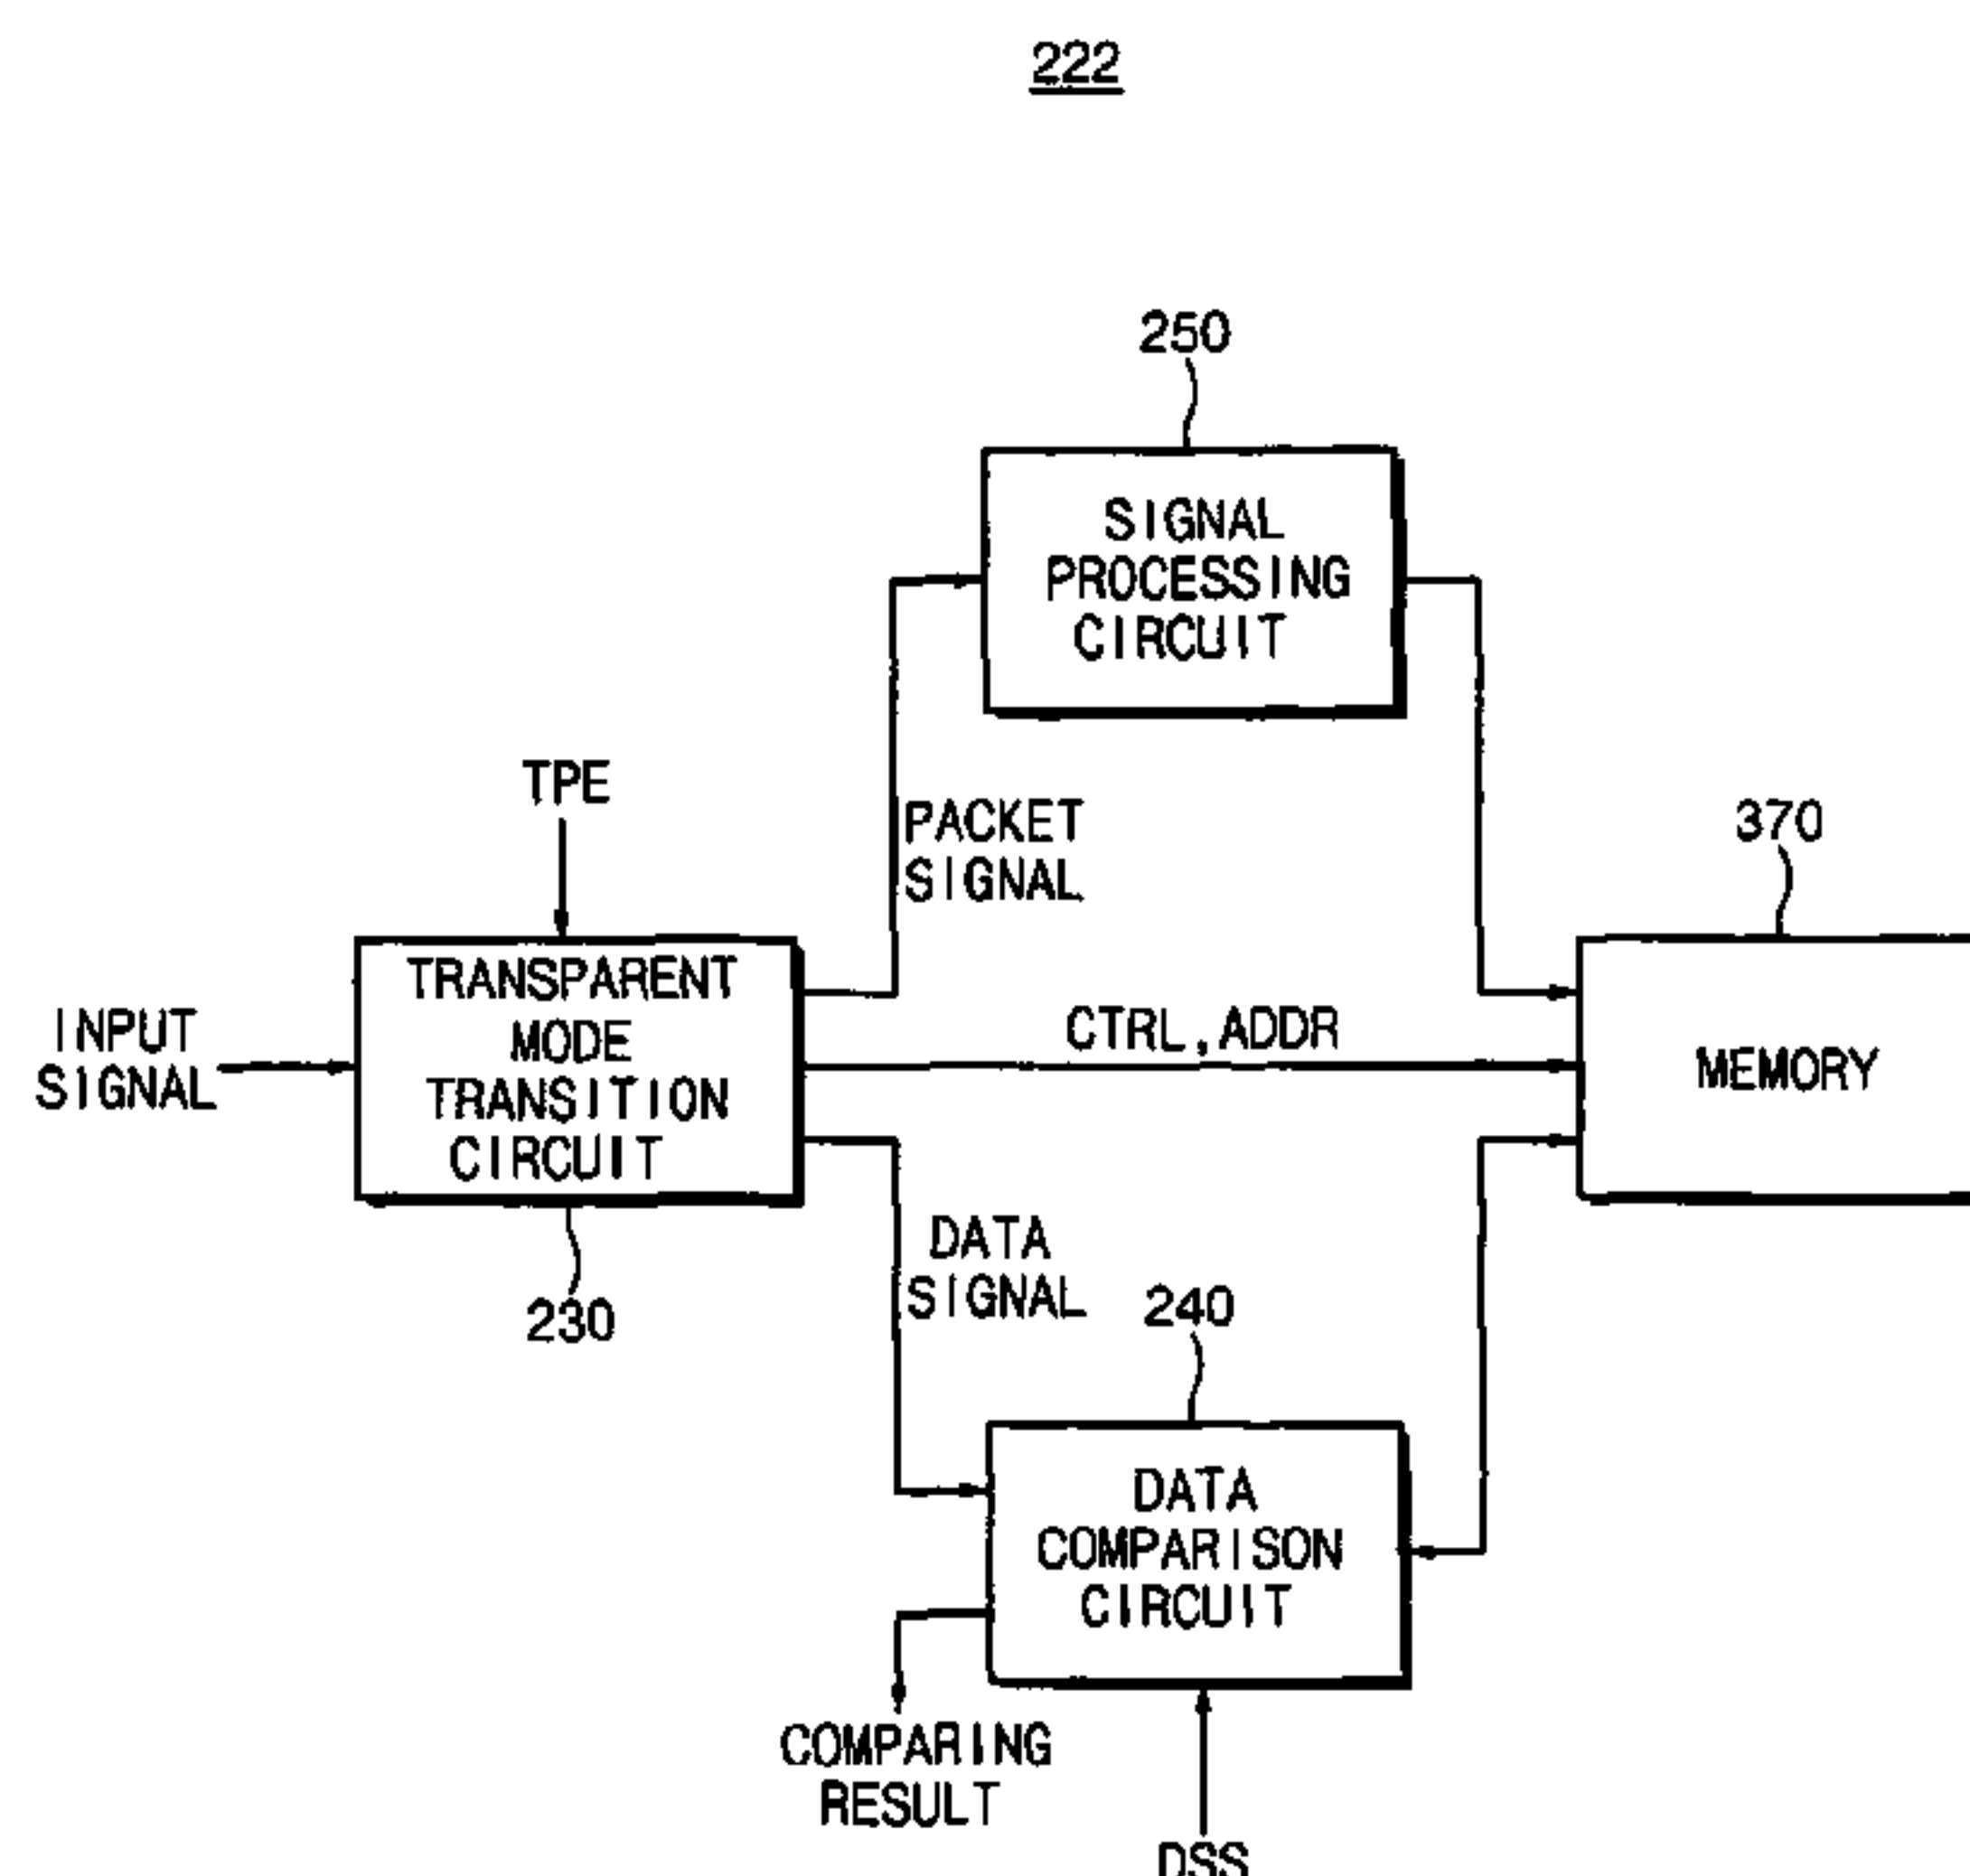 222
250
SIGNAL
PROCESSING
CIRCUIT
TPE
PACKET
SIGNAL
370
TRANSPARENT
MODE
TRANSITION
CIRCUIT
INPUT
SIGNAL
CTRL,ADDR
MEMORY
230
DATA
SIGNAL
240
DATA
COMPARISON
CIRCUIT
COMPARING
RESULT
DSS